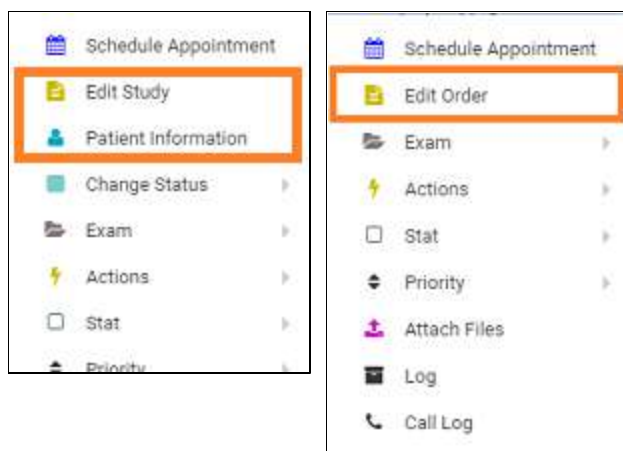 Schedule Appointment
Edit Study
Patient Information
Change Status
Exam
Actions
Stat
Priority
Schedule Appointment
Edit Order
Exam
Actions
Stat
Priority
Attach Files
Log
Call Log